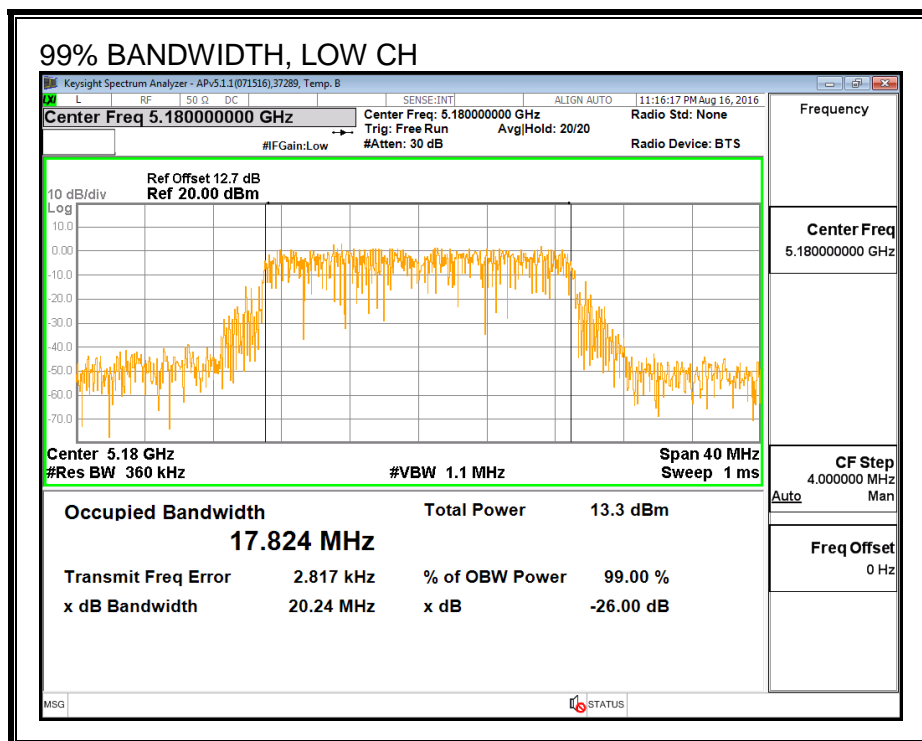 99% BANDWIDTH, LOW CH
Keysight Spectrum Analyzer - APv5.1.1(071516),37289, Temp. B
LXI L RF 50 Ω DC SENSE:INT ALIGN AUTO 11:16:17 PM Aug 16, 2016
Center Freq 5.180000000 GHz
Center Freq: 5.180000000 GHz
Radio Std: None
Trig: Free Run Avg|Hold: 20/20
#IFGain:Low
#Atten: 30 dB
Radio Device: BTS
Frequency
Ref Offset 12.7 dB
10 dB/div Ref 20.00 dBm
Log
10.0
0.00
-10.0
-20.0
-30.0
-40.0
-50.0
-60.0
-70.0
Center Freq
5.180000000 GHz
Center 5.18 GHz Span 40 MHz
#Res BW 360 kHz #VBW 1.1 MHz Sweep 1 ms
CF Step
4.000000 MHz
Auto Man
Occupied Bandwidth Total Power 13.3 dBm
17.824 MHz
Transmit Freq Error 2.817 kHz % of OBW Power 99.00 %
x dB Bandwidth 20.24 MHz x dB -26.00 dB
Freq Offset
0 Hz
MSG STATUS